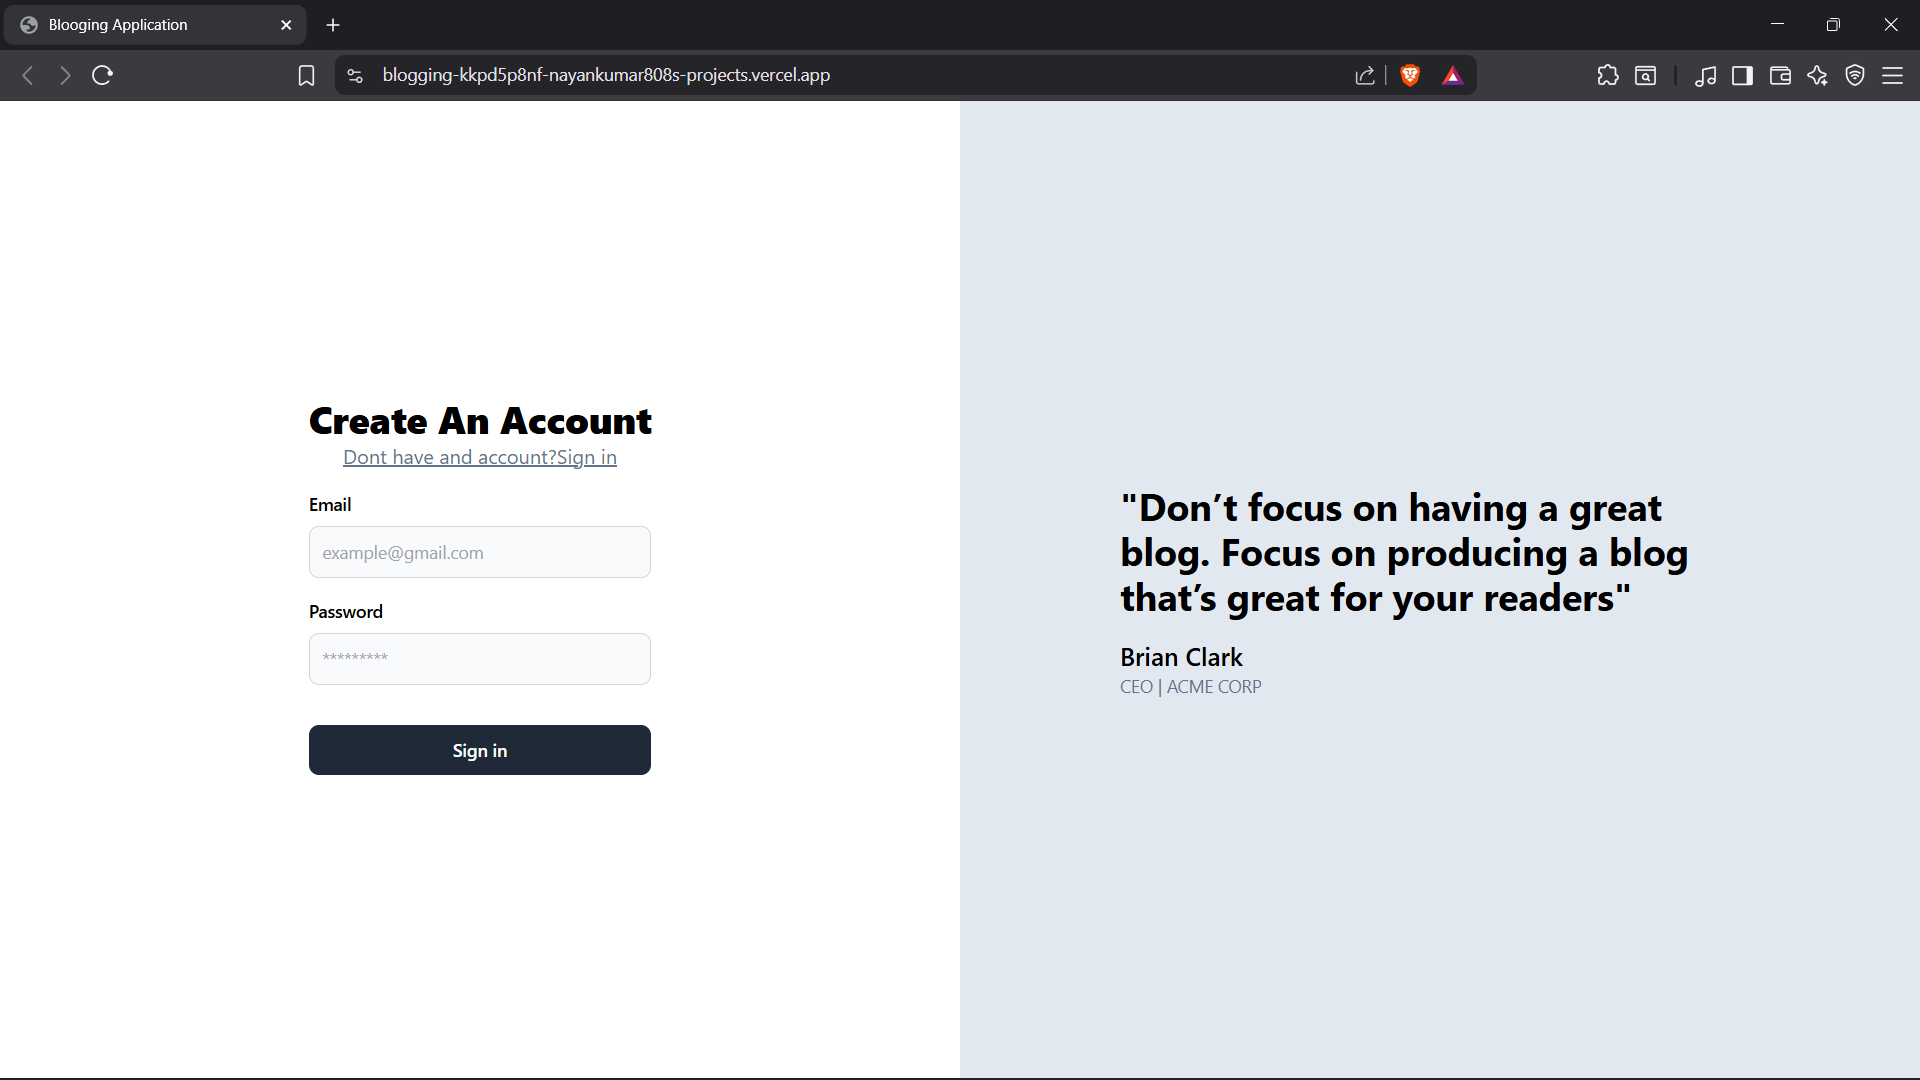 Blooging Application
blogging-kkpd5p8nf-nayankumar808s-projects.vercel.app
Create An Account
Dont have and account?Sign in
Email
example@gmail.com
Password
*********
Sign in
"Don’t focus on having a great
blog. Focus on producing a blog
that’s great for your readers"
Brian Clark
CEO | ACME CORP